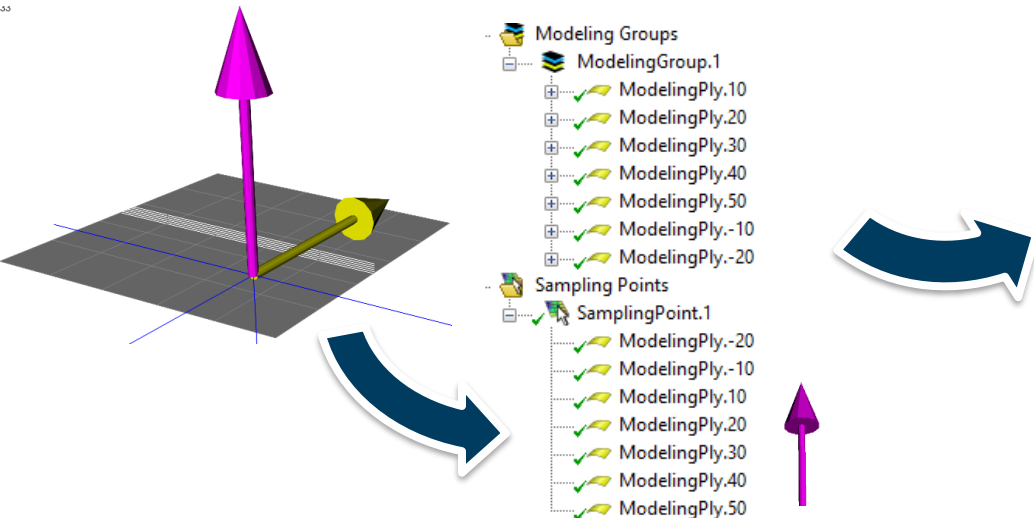 Modeling Groups
ModelingGroup.1
ModelingPly.10
ModelingPly.20
ModelingPly.30
ModelingPly.40
ModelingPly.50
ModelingPly.-10
ModelingPly.-20
Sampling Points
SamplingPoint.1
ModelingPly.-20
ModelingPly.-10
ModelingPly.10
ModelingPly.20
ModelingPly.30
ModelingPly.40
ModelingPly.50